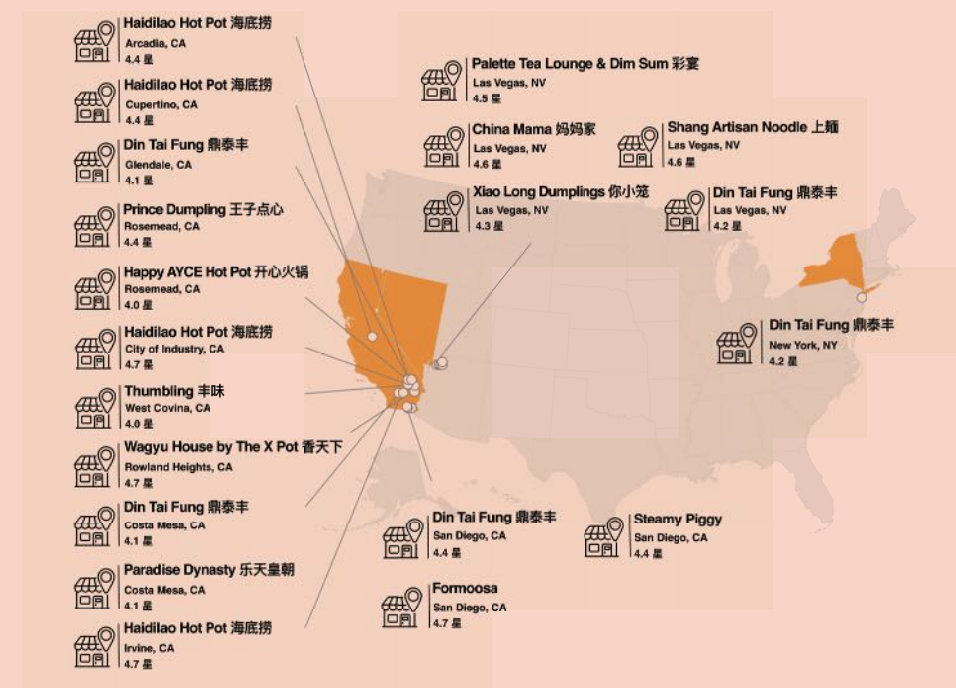 Haidilao Hot Pot 海底捞
Arcadia, CA
4.4 星
Haidilao Hot Pot 海底捞
Cupertino, CA
4.4 星
Din Tai Fung 鼎泰丰
Glendale, CA
4.1 星
Prince Dumpling 王子点心
Rosemead, CA
4.4 星
Happy AYCE Hot Pot 开心火锅
Rosemead, CA
4.0 星
Haidilao Hot Pot 海底捞
City of Industry, CA
4.7 星
Thumbling 丰味
West Covina, CA
4.0 星
Wagyu House by The X Pot 香天下
Rowland Heights, CA
4.7 星
Din Tai Fung 鼎泰丰
Costa Mesa, CA
4.1 星
Paradise Dynasty 乐天皇朝
Costa Mesa, CA
4.1 星
Haidilao Hot Pot 海底捞
Irvine, CA
4.7 星
Palette Tea Lounge & Dim Sum 彩宴
Las Vegas, NV
4.5 星
China Mama 妈妈家
Las Vegas, NV
4.6 星
Shang Artisan Noodle 上麺
Las Vegas, NV
4.6 星
Xiao Long Dumplings 你小笼
Las Vegas, NV
4.3 星
Din Tai Fung 鼎泰丰
Las Vegas, NV
4.2 星
Din Tai Fung 鼎泰丰
New York, NY
4.2 星
Din Tai Fung 鼎泰丰
San Diego, CA
4.4 星
Steamy Piggy
San Diego, CA
4.4 星
Formoosa
San Diego, CA
4.7 星